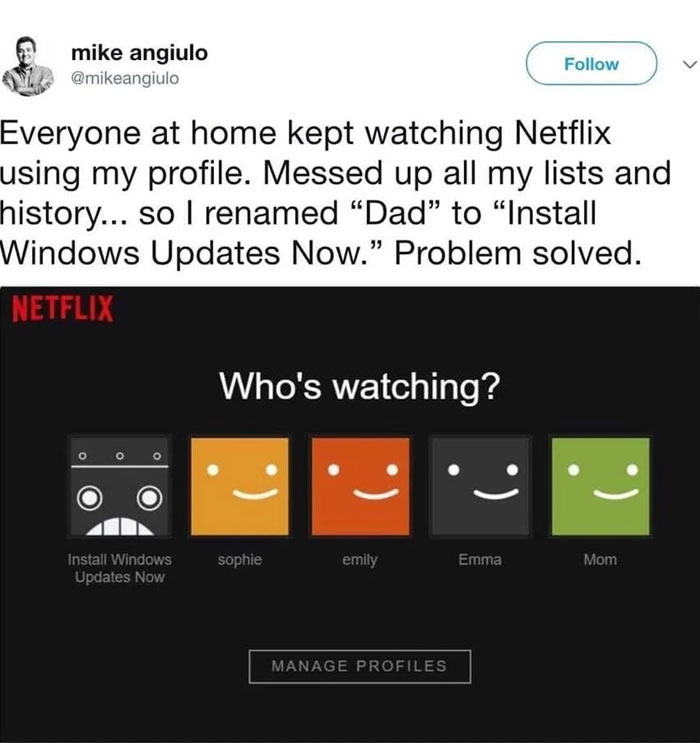 mike angiulo
@mikeangiulo
Follow
Everyone at home kept watching Netflix
using my profile. Messed up all my lists and
history... so I renamed “Dad” to “Install
Windows Updates Now.” Problem solved.
NETFLIX
Who's watching?
Install Windows
Updates Now
sophie
emily
Emma
Mom
MANAGE PROFILES